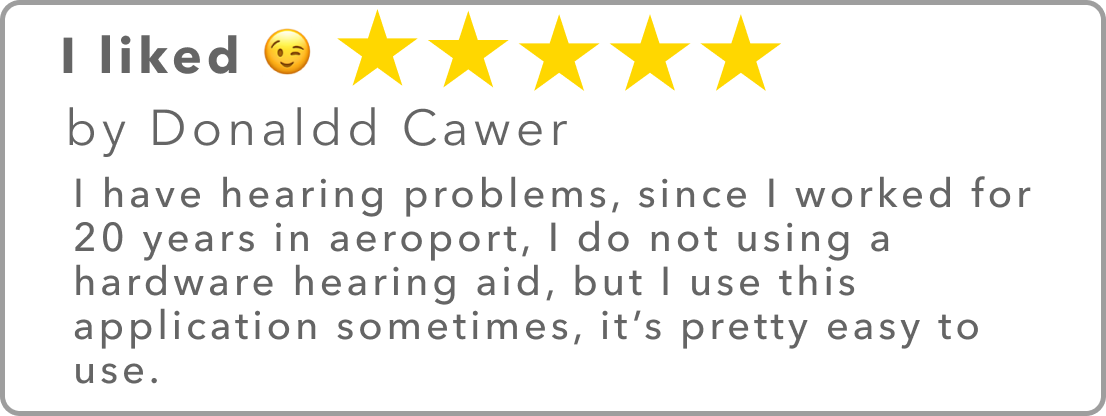 I liked 😉 ★★★★★
by Donaldd Cawer
I have hearing problems, since I worked for
20 years in aeroport, I do not using a
hardware hearing aid, but I use this
application sometimes, it’s pretty easy to
use.